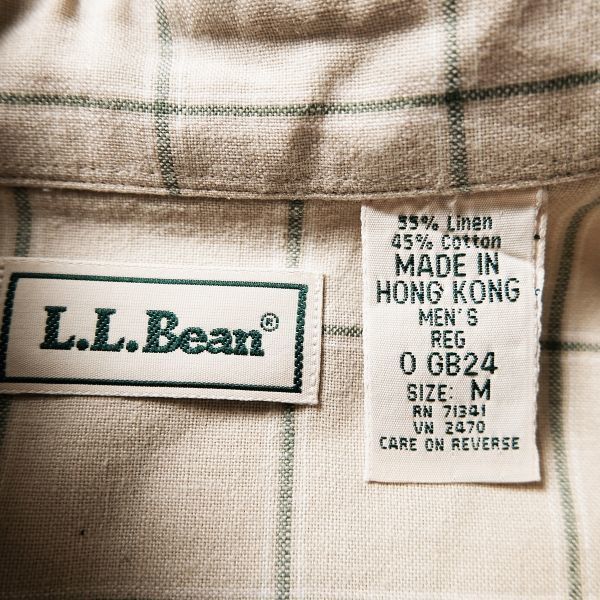 L.L.Bean®
55% Linen
45% Cotton
MADE IN
HONG KONG
MEN'S
REG
0 GB24
SIZE: M
RN 71341
VN 2470
CARE ON REVERSE